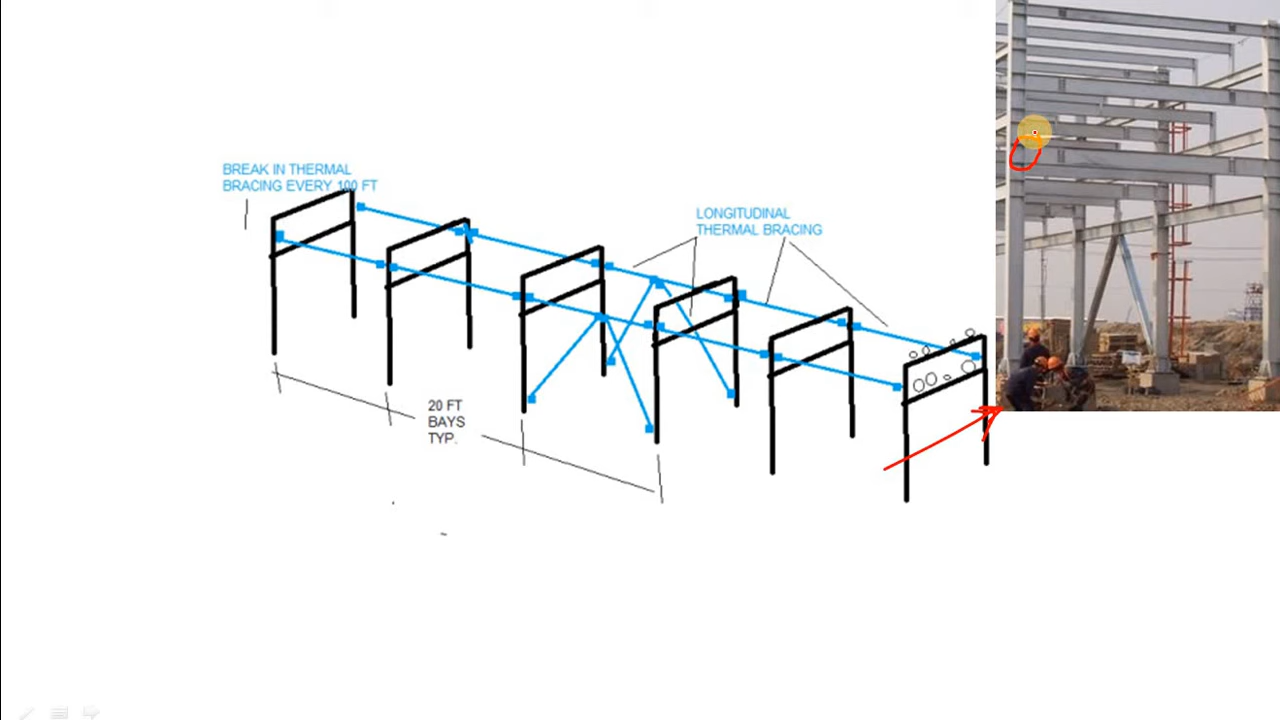 BREAK IN THERMAL
BRACING EVERY 100 FT
LONGITUDINAL
THERMAL BRACING
20 FT
BAYS
TYP.